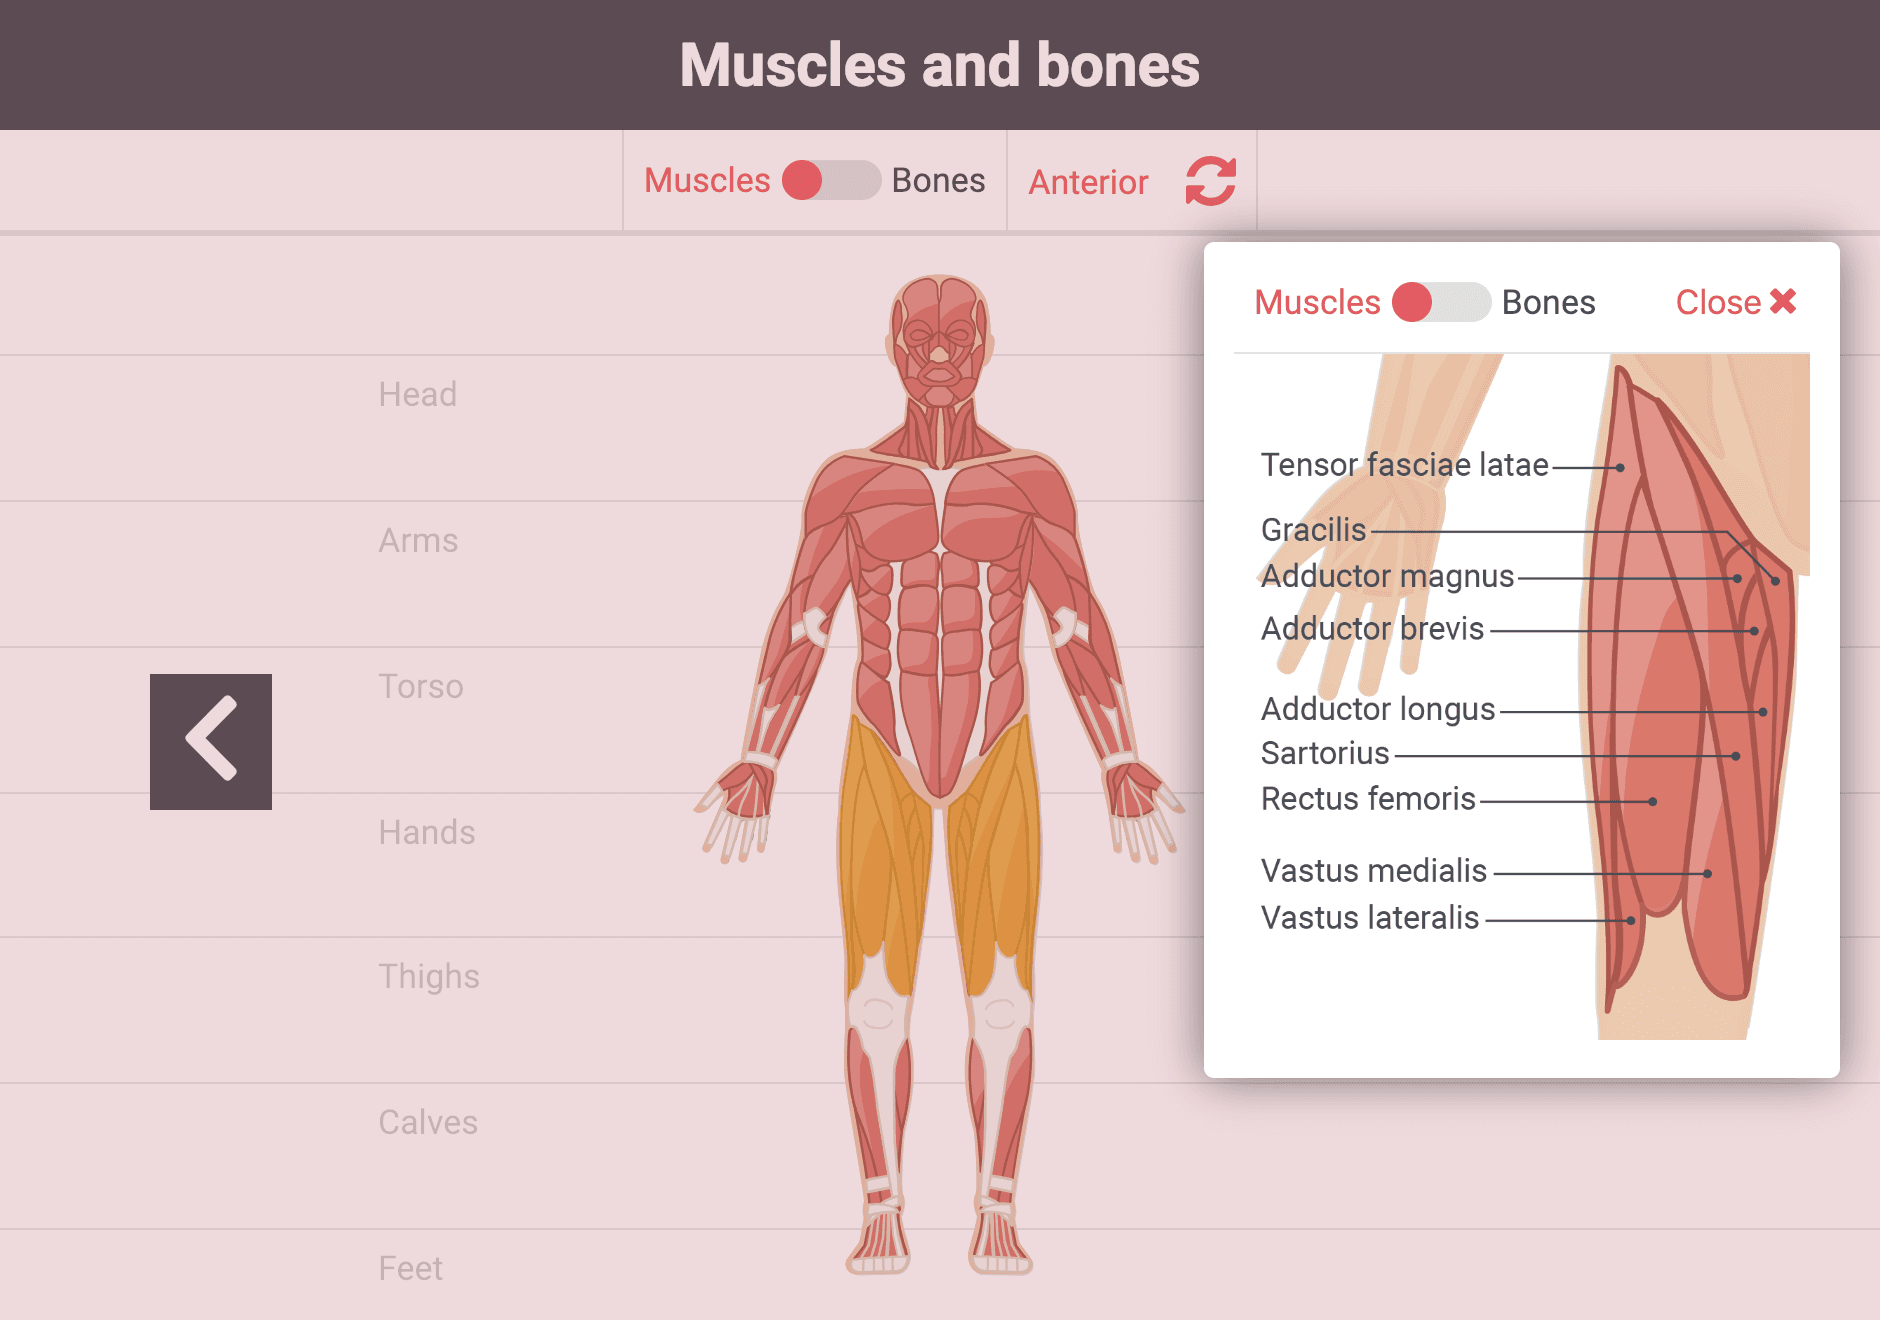 Muscles and bones
Muscles Bones Anterior
Muscles Bones Close
Head
Arms
Torso
Hands
Thighs
Calves
Feet
Tensor fasciae latae
Gracilis
Adductor magnus
Adductor brevis
Adductor longus
Sartorius
Rectus femoris
Vastus medialis
Vastus lateralis